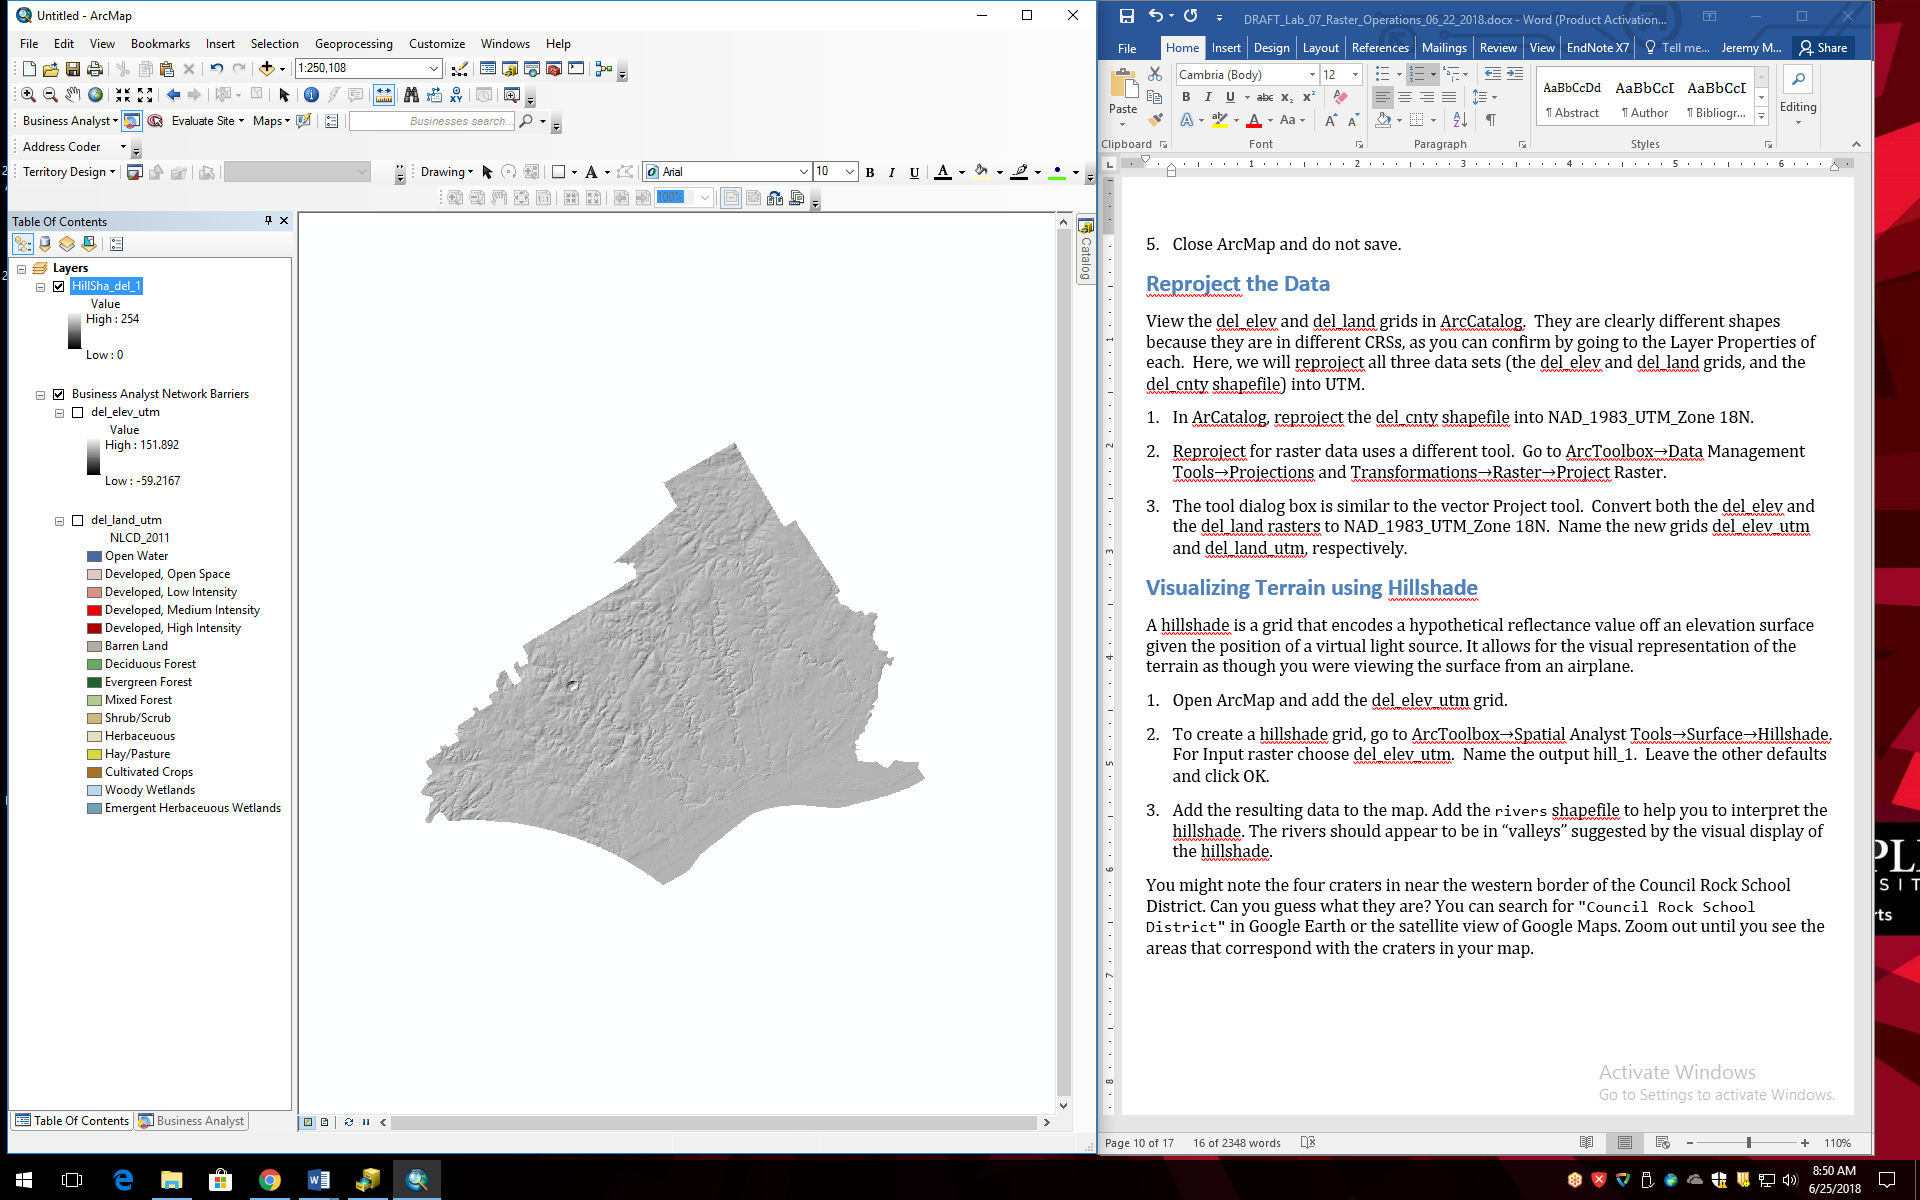 Untitled - ArcMap
File Edit View Bookmarks Insert Selection Geoprocessing Customize Windows Help
1:250,108
Business Analyst Evaluate Site Maps Businesses search...
Address Coder
Territory Design Drawing Arial 10 B I U A
100%
Table Of Contents
Layers
HillSha_del_1
Value
High : 254
Low : 0
Business Analyst Network Barriers
del_elev_utm
Value
High : 151.892
Low : -59.2167
del_land_utm
NLCD_2011
Open Water
Developed, Open Space
Developed, Low Intensity
Developed, Medium Intensity
Developed, High Intensity
Barren Land
Deciduous Forest
Evergreen Forest
Mixed Forest
Shrub/Scrub
Herbaceous
Hay/Pasture
Cultivated Crops
Woody Wetlands
Emergent Herbaceuous Wetlands
Table Of Contents Business Analyst
Catalog
DRAFT_Lab_07_Raster_Operations_06_22_2018.docx - Word (Product Activation...
File Home Insert Design Layout References Mailings Review View EndNote X7 Tell me... Jeremy M... Share
Paste
Cambria (Body) 12
B I U abc x₂ x²
AaBbCcDd AaBbCcI AaBbCcI
¶ Abstract ¶ Author ¶ Bibliogr...
Editing
Clipboard Font Paragraph Styles
1 2 3 4 5 6
5. Close ArcMap and do not save.
Reproject the Data
View the del_elev and del_land grids in ArcCatalog. They are clearly different shapes
because they are in different CRSs, as you can confirm by going to the Layer Properties of
each. Here, we will reproject all three data sets (the del_elev and del_land grids, and the
del_cnty shapefile) into UTM.
1. In ArCatalog, reproject the del_cnty shapefile into NAD_1983_UTM_Zone 18N.
2. Reproject for raster data uses a different tool. Go to ArcToolbox→Data Management
Tools→Projections and Transformations→Raster→Project Raster.
3. The tool dialog box is similar to the vector Project tool. Convert both the del_elev and
the del_land rasters to NAD_1983_UTM_Zone 18N. Name the new grids del_elev_utm
and del_land_utm, respectively.
Visualizing Terrain using Hillshade
A hillshade is a grid that encodes a hypothetical reflectance value off an elevation surface
given the position of a virtual light source. It allows for the visual representation of the
terrain as though you were viewing the surface from an airplane.
1. Open ArcMap and add the del_elev_utm grid.
2. To create a hillshade grid, go to ArcToolbox→Spatial Analyst Tools→Surface→Hillshade.
For Input raster choose del_elev_utm. Name the output hill_1. Leave the other defaults
and click OK.
3. Add the resulting data to the map. Add the rivers shapefile to help you to interpret the
hillshade. The rivers should appear to be in “valleys” suggested by the visual display of
the hillshade.
You might note the four craters in near the western border of the Council Rock School
District. Can you guess what they are? You can search for "Council Rock School
District" in Google Earth or the satellite view of Google Maps. Zoom out until you see the
areas that correspond with the craters in your map.
Activate Windows
Go to Settings to activate Windows.
Page 10 of 17 16 of 2348 words 110%
8:50 AM
6/25/2018